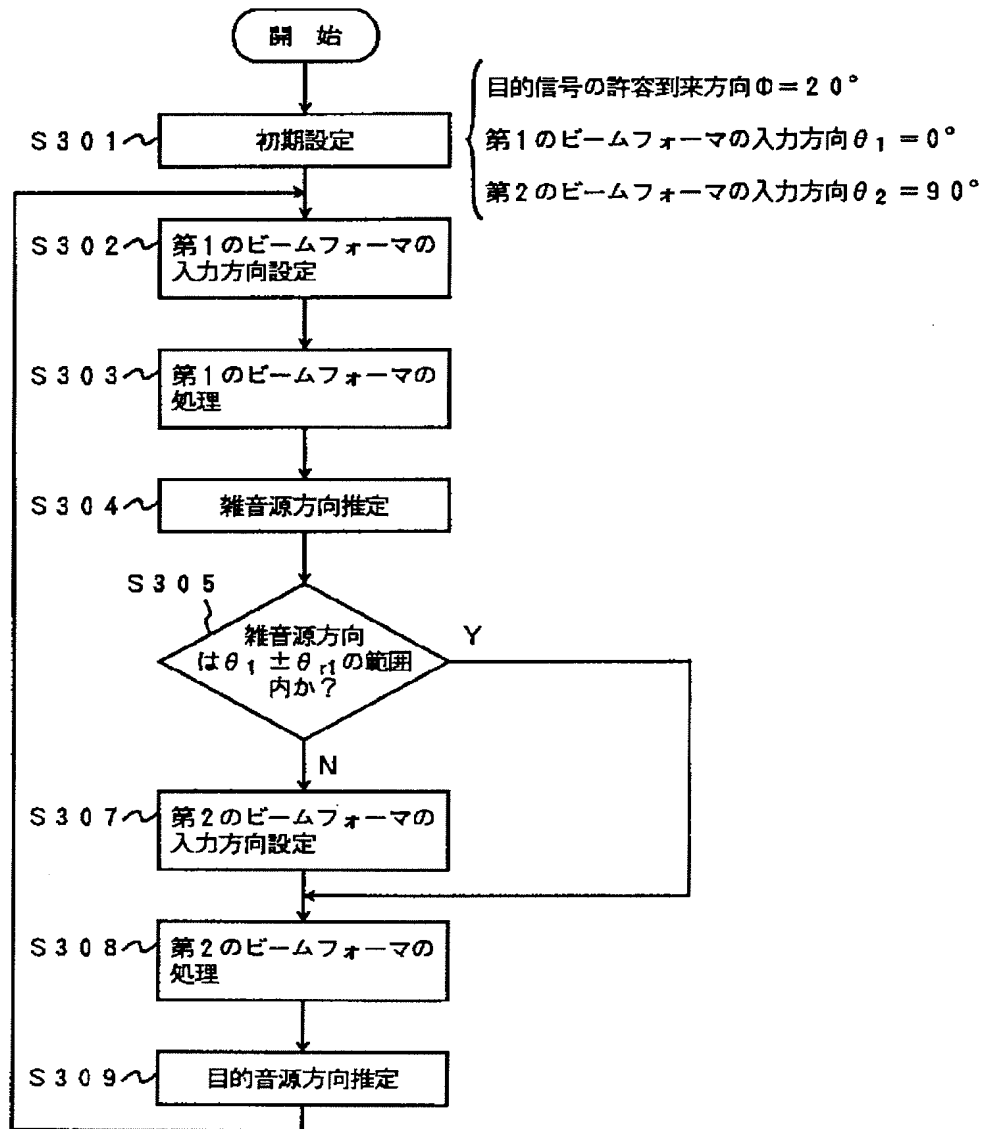 開 始
目的信号の許容到来方向Φ=20°
S301
初期設定
第1のビームフォーマの入力方向θ1=0°
第2のビームフォーマの入力方向θ2=90°
S302
第1のビームフォーマの
入力方向設定
S303
第1のビームフォーマの
処理
S304
雑音源方向推定
S305
雑音源方向
はθ1±θr1の範囲
内か?
Y
N
S307
第2のビームフォーマの
入力方向設定
S308
第2のビームフォーマの
処理
S309
目的音源方向推定